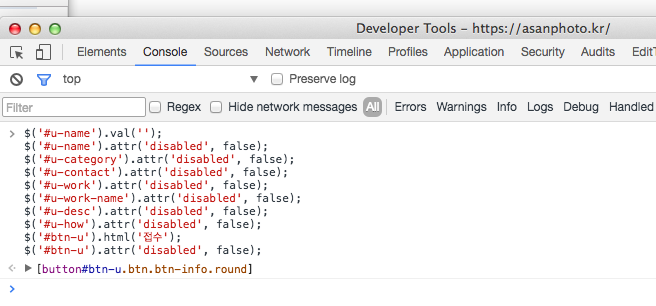 Developer Tools - https://asanphoto.kr/
Elements Console Sources Network Timeline Profiles Application Security Audits EditT
top Preserve log
Filter Regex Hide network messages All Errors Warnings Info Logs Debug Handled
$('#u-name').val('');
$('#u-name').attr('disabled', false);
$('#u-category').attr('disabled', false);
$('#u-contact').attr('disabled', false);
$('#u-work').attr('disabled', false);
$('#u-work-name').attr('disabled', false);
$('#u-desc').attr('disabled', false);
$('#u-how').attr('disabled', false);
$('#btn-u').html('접수');
$('#btn-u').attr('disabled', false);
[button#btn-u.btn.btn-info.round]